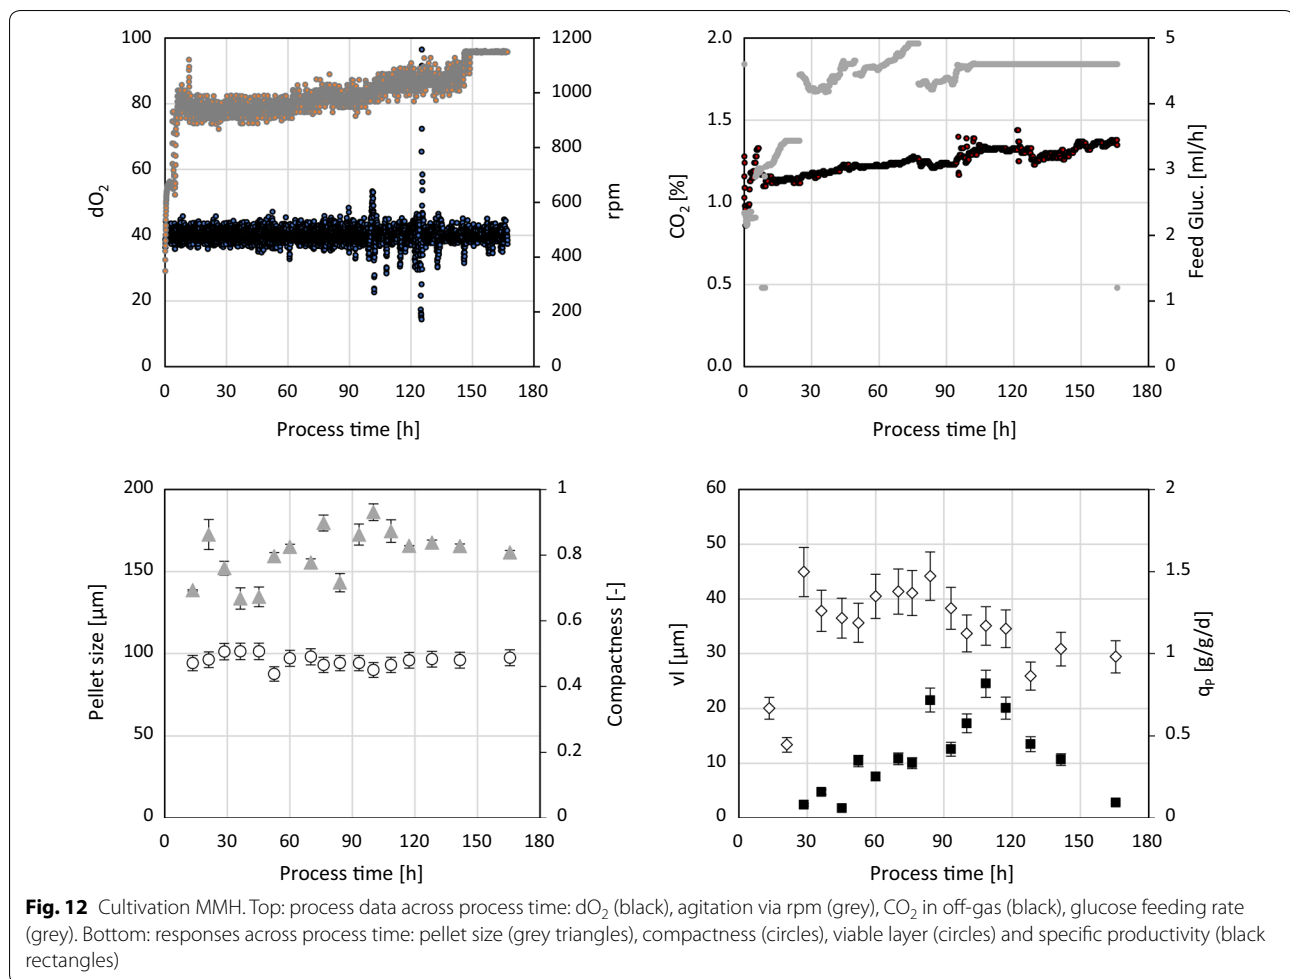 100
80
60
40
20
0
dO2
1200
1000
800
600
400
200
0
rpm
0 30 60 90 120 150 180
Process time [h]
2.0
1.5
1.0
0.5
0.0
CO2 [%]
5
4
3
2
1
0
Feed Gluc. [ml/h]
0 30 60 90 120 150 180
Process time [h]
200
150
100
50
0
Pellet size [µm]
1
0.8
0.6
0.4
0.2
0
Compactness [-]
0 30 60 90 120 150 180
Process time [h]
60
50
40
30
20
10
0
vl [µm]
2
1.5
1
0.5
0
qP [g/g/d]
0 30 60 90 120 150 180
Process time [h]
Fig. 12 Cultivation MMH. Top: process data across process time: dO2 (black), agitation via rpm (grey), CO2 in off-gas (black), glucose feeding rate
(grey). Bottom: responses across process time: pellet size (grey triangles), compactness (circles), viable layer (circles) and specific productivity (black
rectangles)